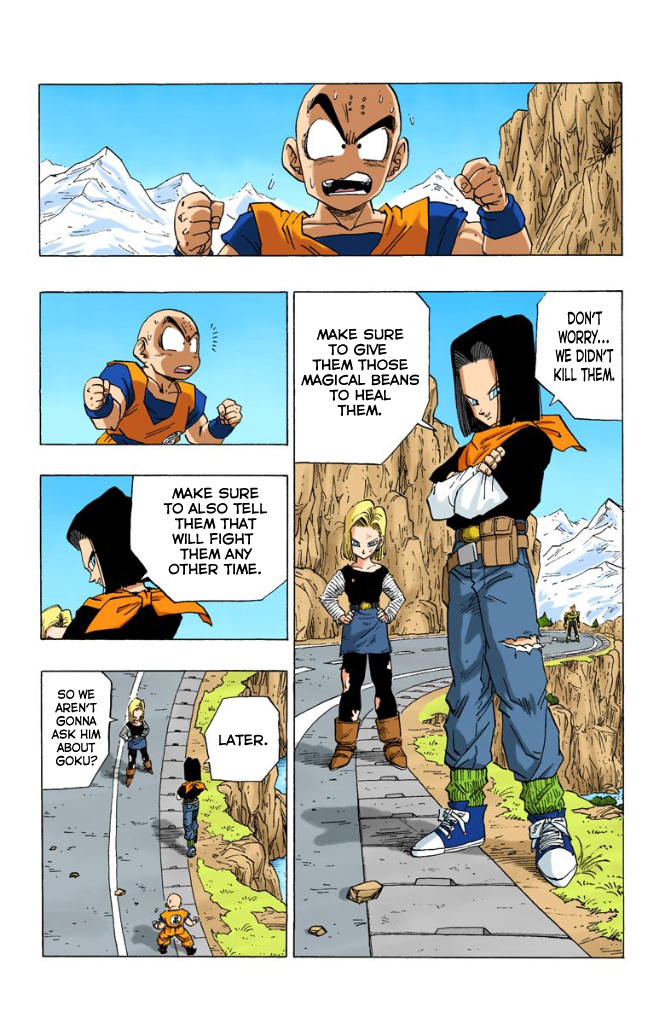 DON'T
WORRY...
WE DIDN'T
KILL THEM.
MAKE SURE
TO GIVE
THEM THOSE
MAGICAL BEANS
TO HEAL
THEM.
MAKE SURE
TO ALSO TELL
THEM THAT
WILL FIGHT
THEM ANY
OTHER TIME.
LATER.
SO WE
AREN'T
GONNA
ASK HIM
ABOUT
GOKU?